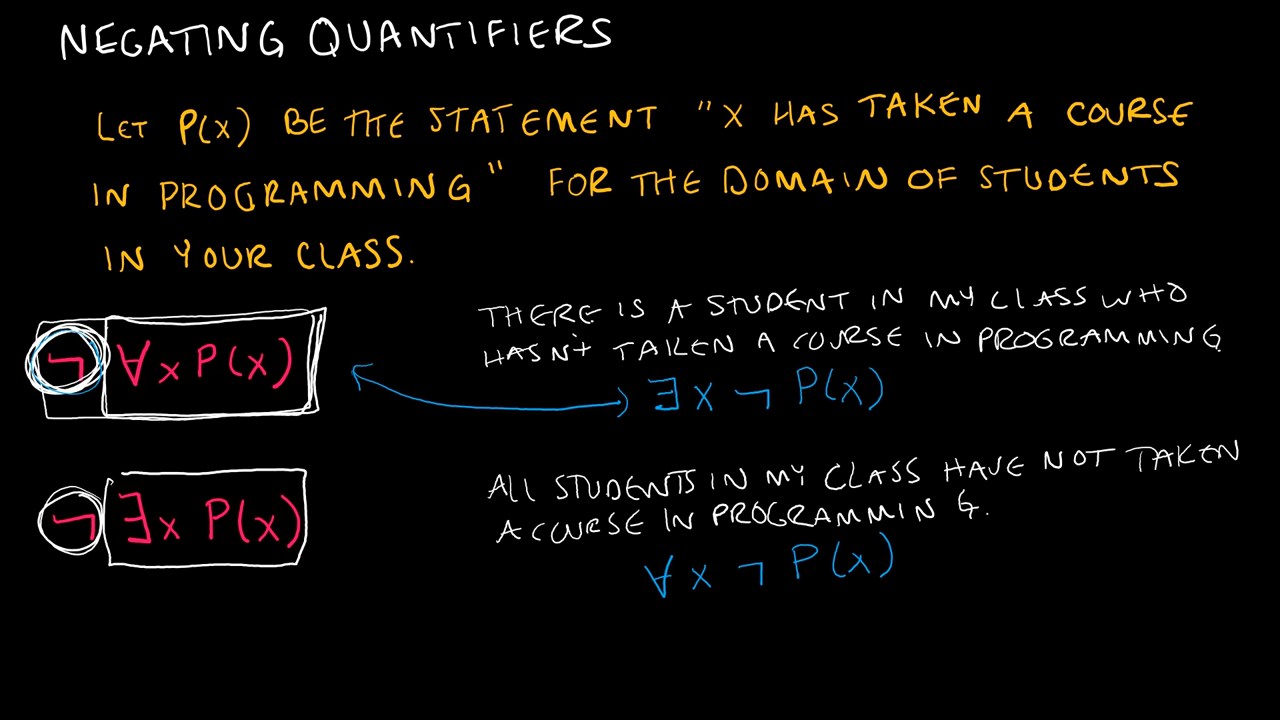 NEGATING QUANTIFIERS
LET P(X) BE THE STATEMENT "X HAS TAKEN A COURSE
IN PROGRAMMING" FOR THE DOMAIN OF STUDENTS
IN YOUR CLASS.
THERE IS A STUDENT IN MY CLASS WHO
HASN'T TAKEN A COURSE IN PROGRAMMING
¬ ∀x P(x)
∃x ¬ P(x)
ALL STUDENTS IN MY CLASS HAVE NOT TAKEN
A COURSE IN PROGRAMMING.
¬ ∃x P(x)
∀x ¬ P(x)